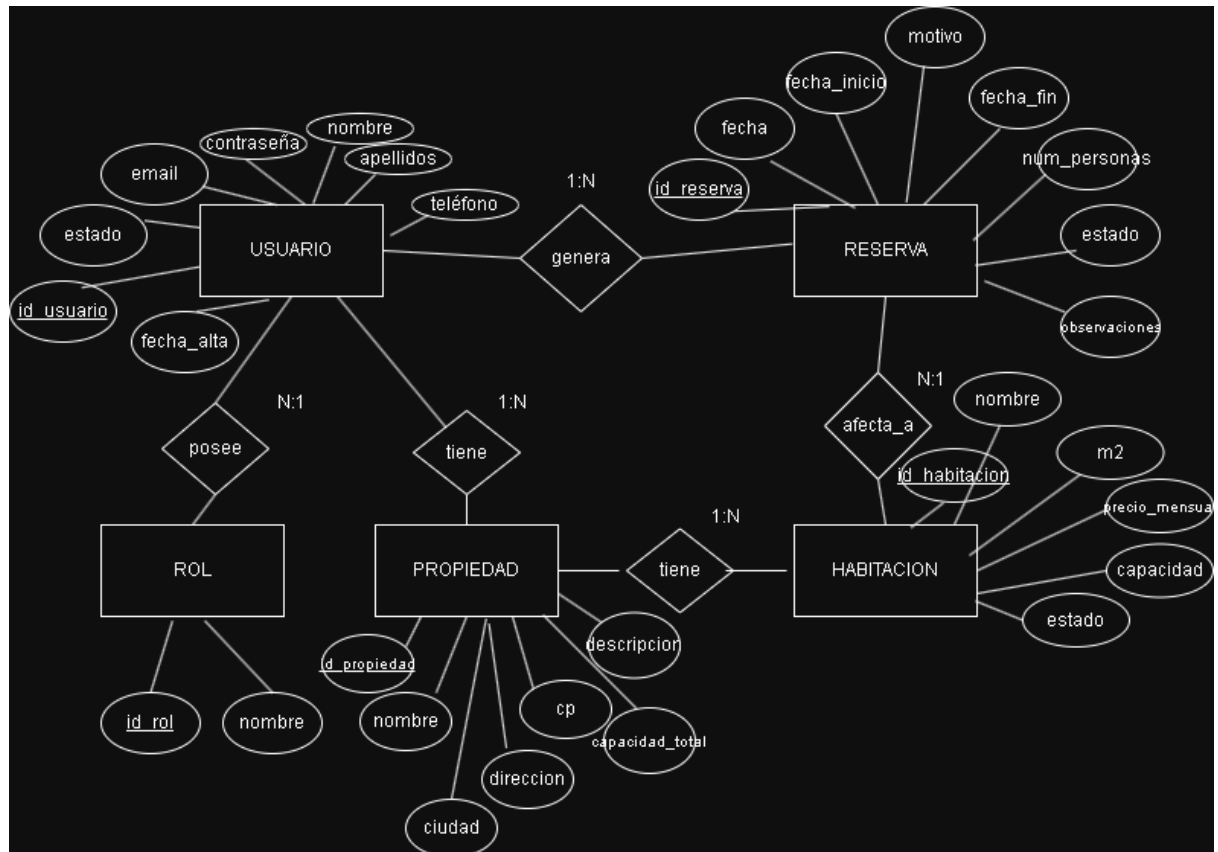 motivo
fecha_inicio
fecha_fin
nombre
contraseña
fecha
apellidos
num_personas
email
1:N
id_reserva
teléfono
estado
estado
USUARIO
genera
RESERVA
id_usuario
observaciones
fecha_alta
N:1
1:N
N:1
nombre
posee
tiene
afecta_a
m2
id_habitacion
precio_mensua
1:N
ROL
PROPIEDAD
tiene
HABITACION
capacidad
estado
descripcion
id_propiedad
id_rol
nombre
nombre
cp
capacidad_total
direccion
ciudad